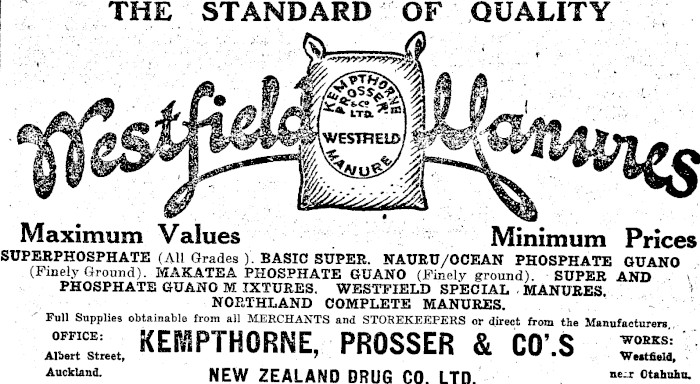 THE STANDARD OF QUALITY
Westfield Manures
KEMPTHORNE
PROSSER
& Co
LTD.
WESTFIELD
MANURE
Maximum Values Minimum Prices
SUPERPHOSPHATE (All Grades ). BASIC SUPER. NAURU/OCEAN PHOSPHATE GUANO
(Finely Ground). MAKATEA PHOSPHATE GUANO (Finely ground). SUPER AND
PHOSPHATE GUANO M IXTURES. WESTFIELD SPECIAL MANURES,
NORTHLAND COMPLETE MANURES.
Full Supplies obtainable from all MERCHANTS and STOREKEEPERS or direct from the Manufacturers,
OFFICE:
Albert Street,
Auckland.
KEMPTHORNE, PROSSER & CO'.S
NEW ZEALAND DRUG CO. LTD.
WORKS:
Westfield,
near Otahuhu.